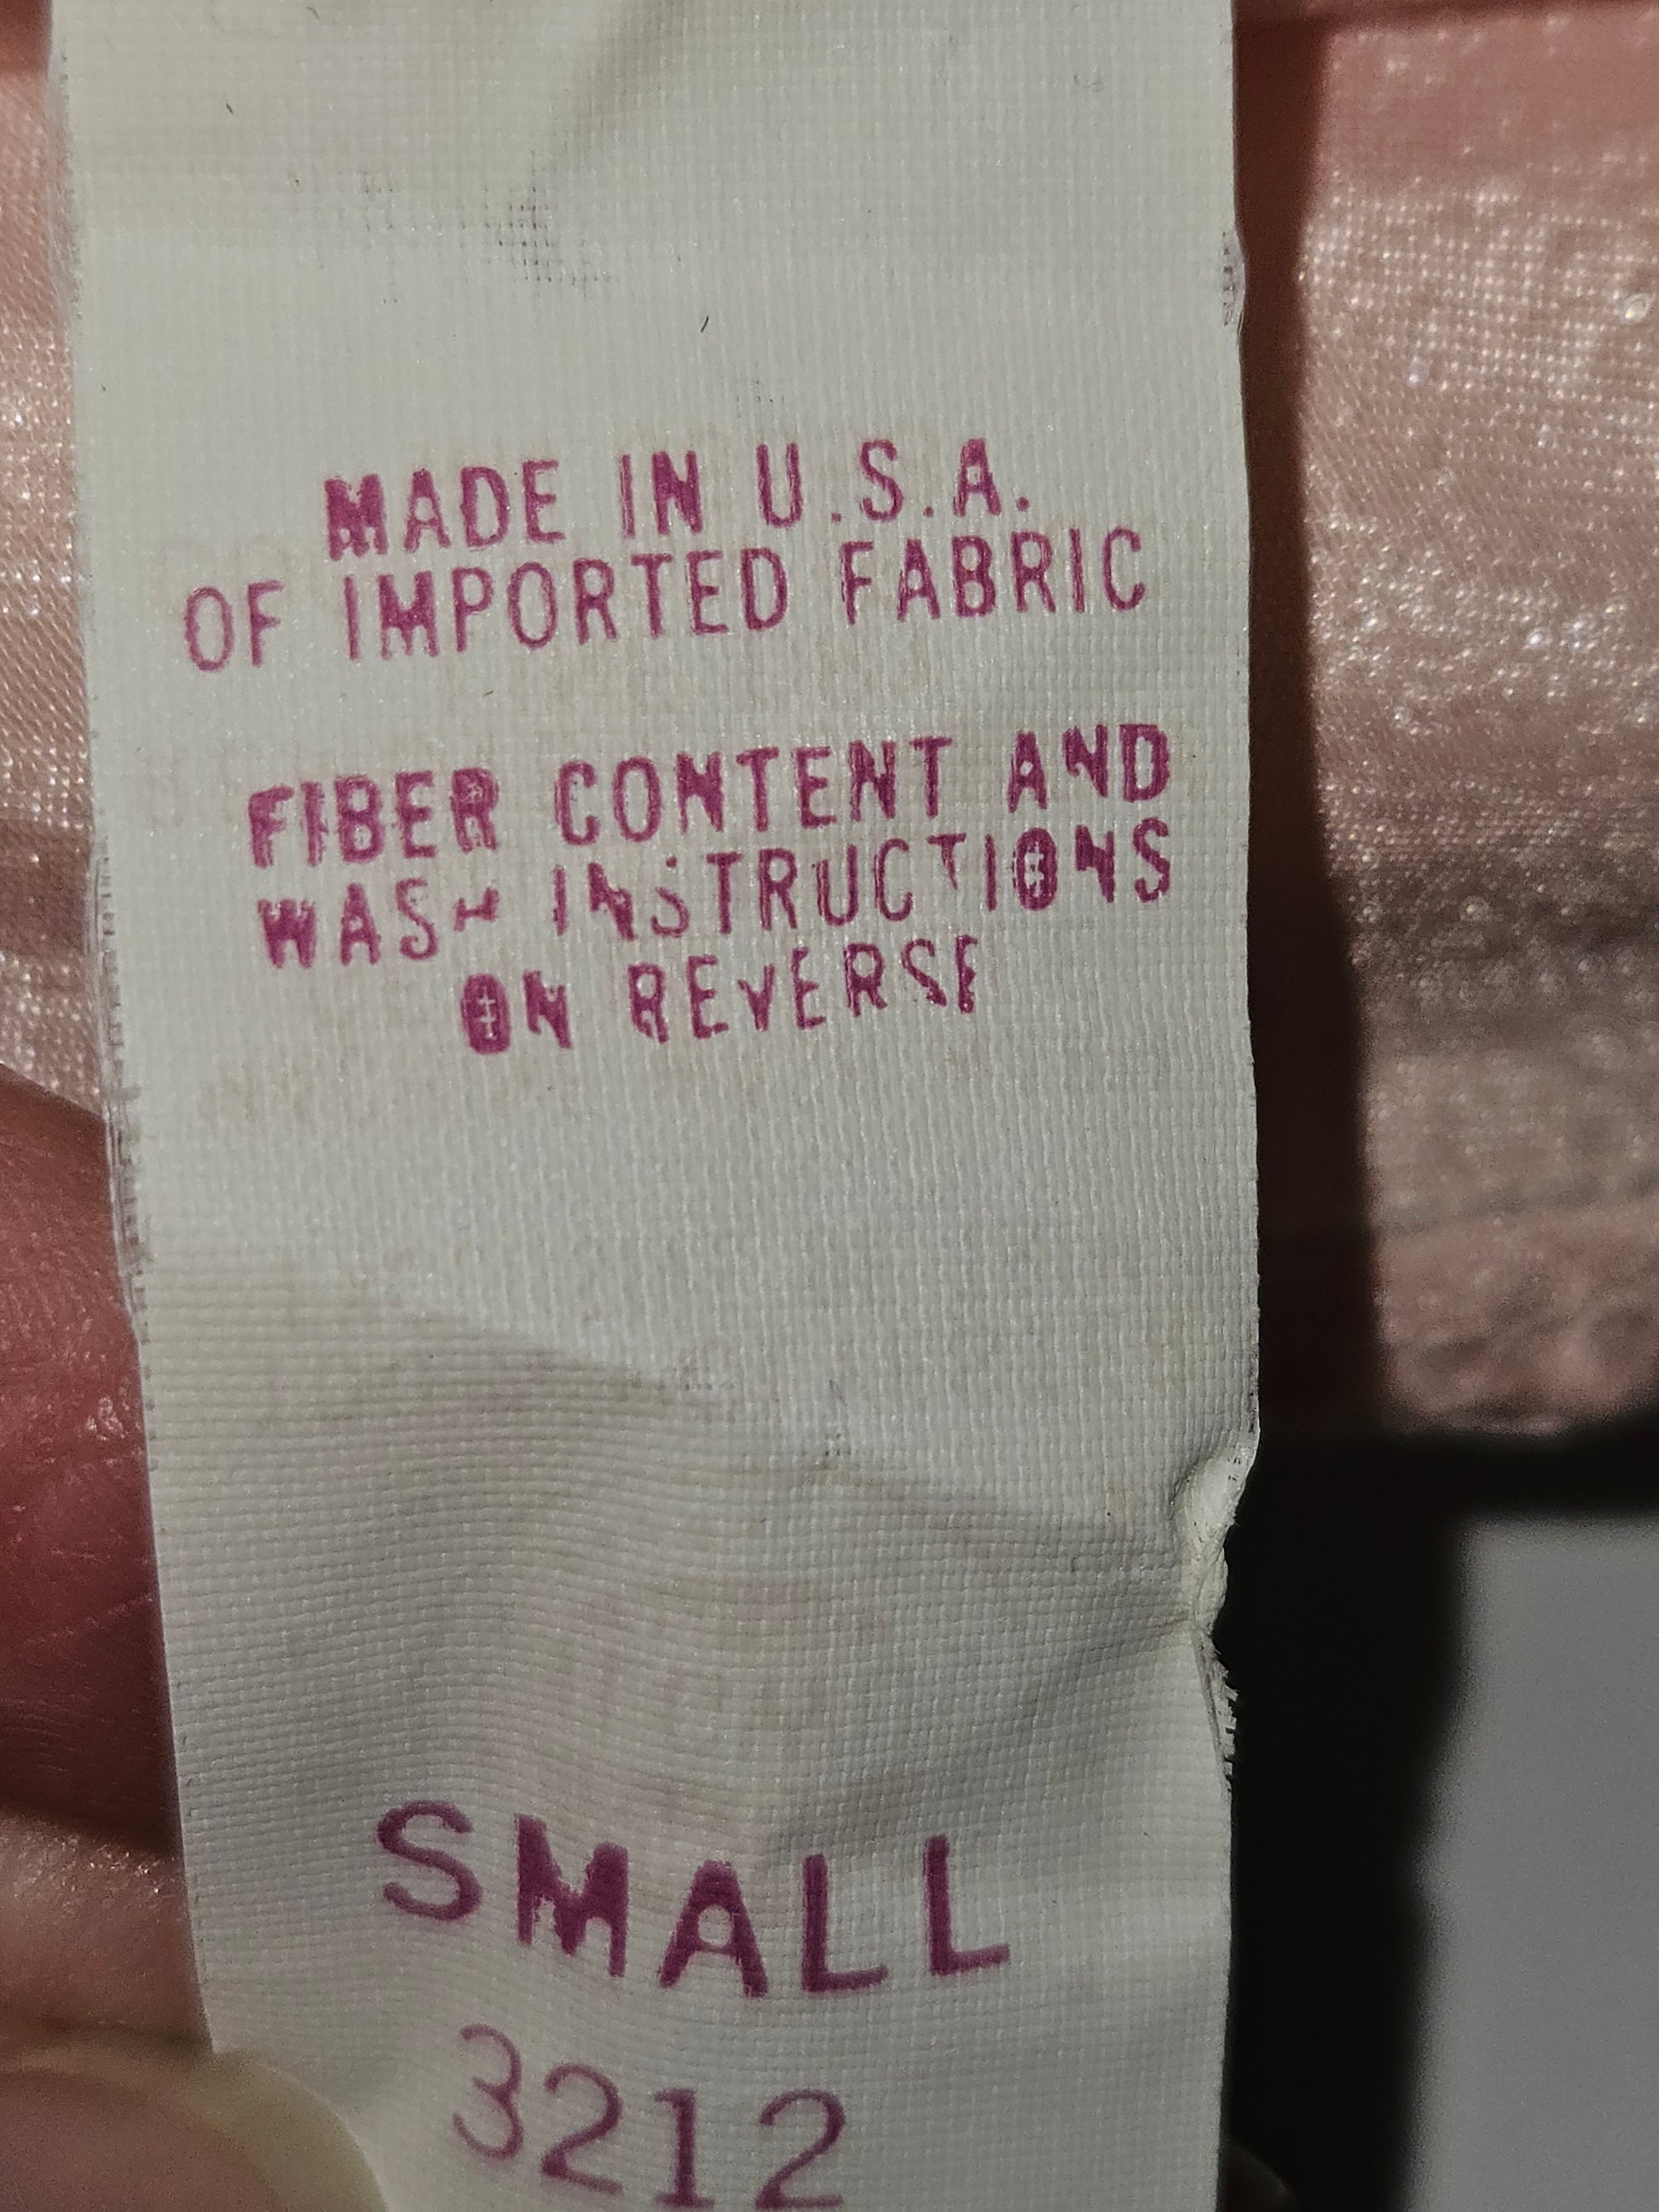 MADE IN U.S.A.
OF IMPORTED FABRIC
FIBER CONTENT AND
WASH INSTRUCTIONS
ON REVERSE
SMALL
3212